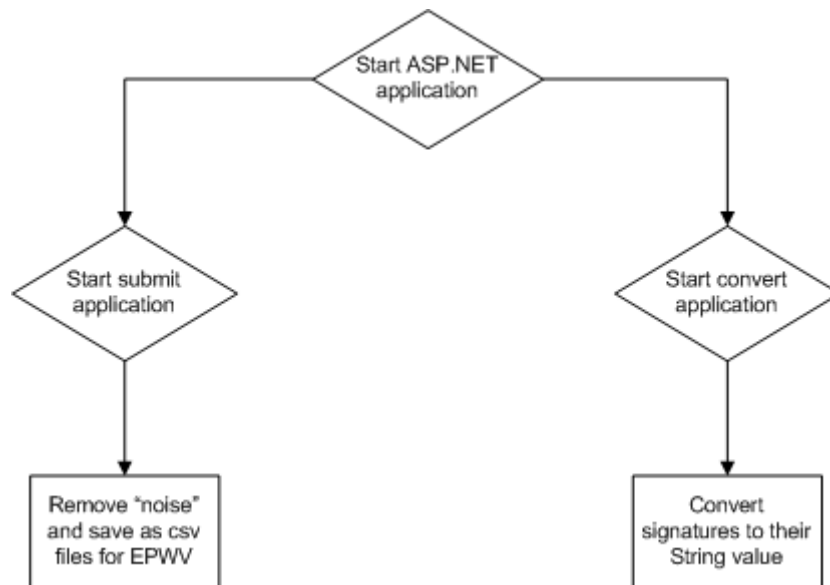 Start ASP.NET
application
Start submit
application
Start convert
application
Remove “noise”
and save as csv
files for EPWV
Convert
signatures to their
String value